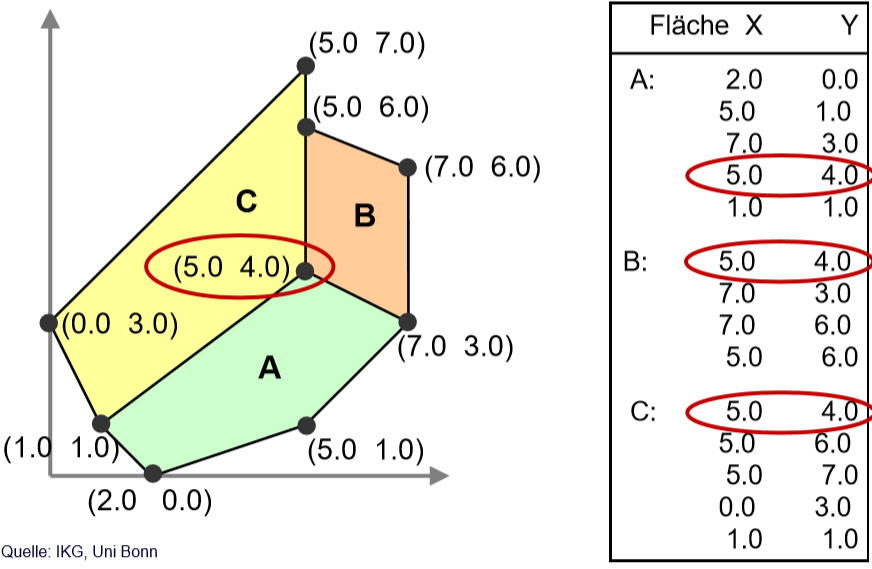 (5.0 7.0)
(5.0 6.0)
(7.0 6.0)
C
B
(5.0 4.0)
(0.0 3.0)
(7.0 3.0)
A
(1.0 1.0)
(5.0 1.0)
(2.0 0.0)
Quelle: IKG, Uni Bonn
Fläche X Y
A: 2.0 0.0
5.0 1.0
7.0 3.0
5.0 4.0
1.0 1.0
B: 5.0 4.0
7.0 3.0
7.0 6.0
5.0 6.0
C: 5.0 4.0
5.0 6.0
5.0 7.0
0.0 3.0
1.0 1.0